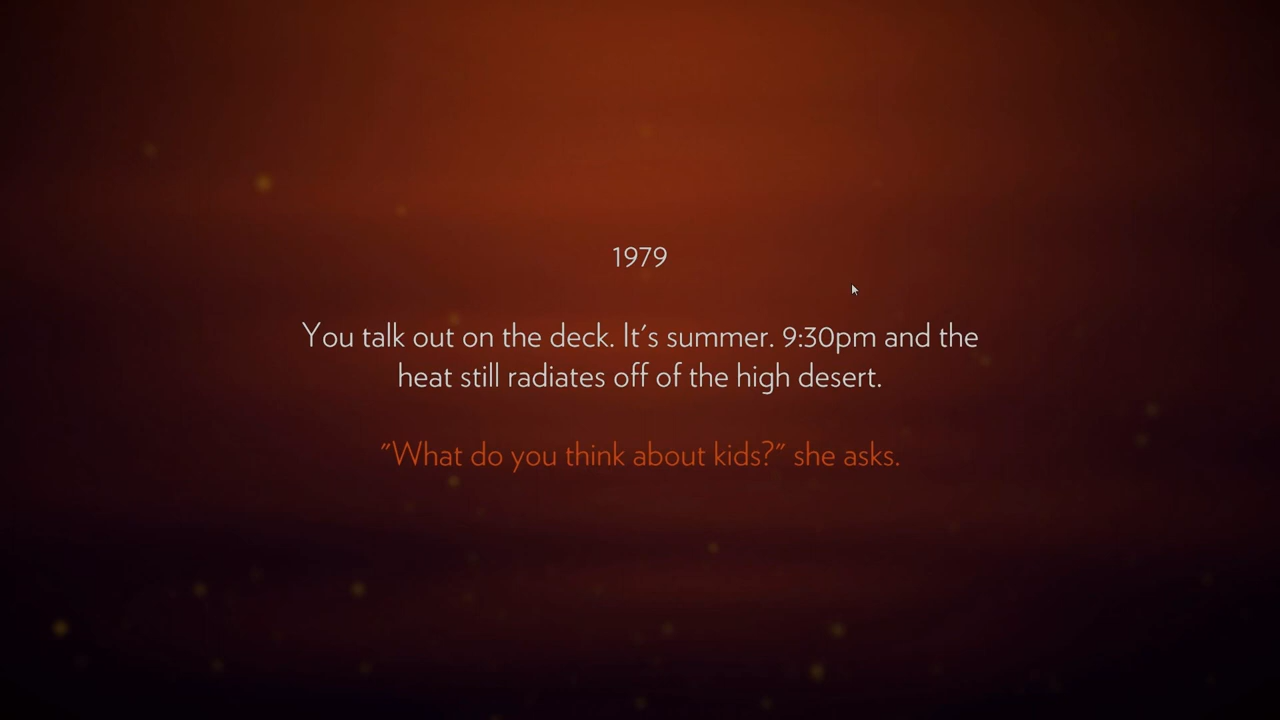 1979
You talk out on the deck. It's summer. 9:30pm and the
heat still radiates off of the high desert.
"What do you think about kids?" she asks.